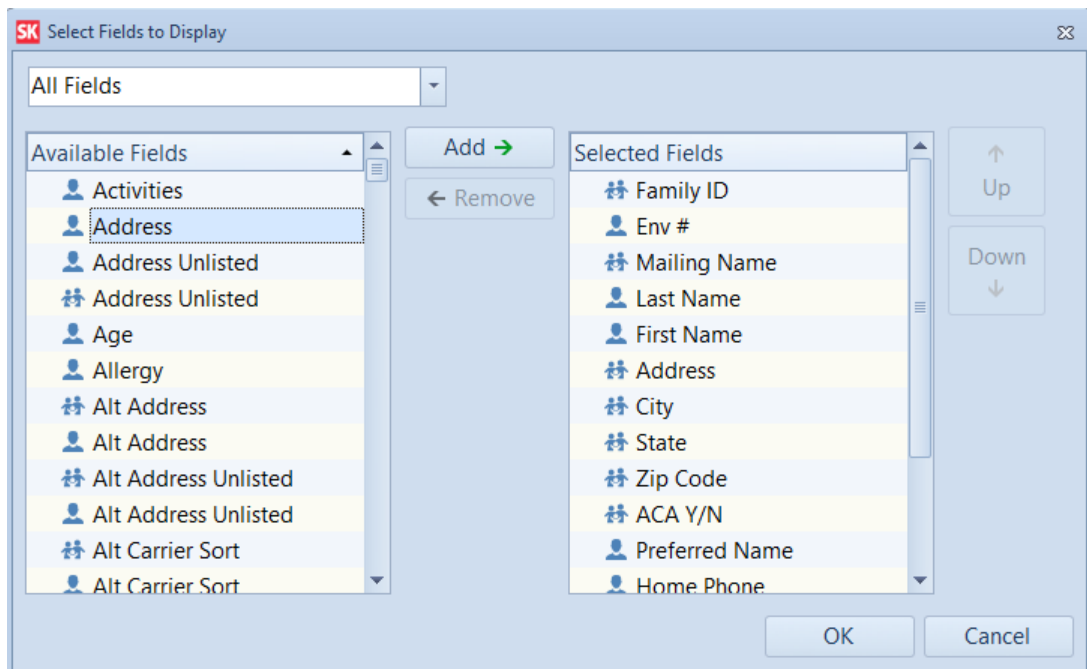 SK Select Fields to Display
All Fields
Available Fields
Activities
Address
Address Unlisted
Address Unlisted
Age
Allergy
Alt Address
Alt Address
Alt Address Unlisted
Alt Address Unlisted
Alt Carrier Sort
Alt Carrier Sort
Add →
← Remove
Selected Fields
Family ID
Env #
Mailing Name
Last Name
First Name
Address
City
State
Zip Code
ACA Y/N
Preferred Name
Home Phone
↑
Up
Down
↓
OK
Cancel